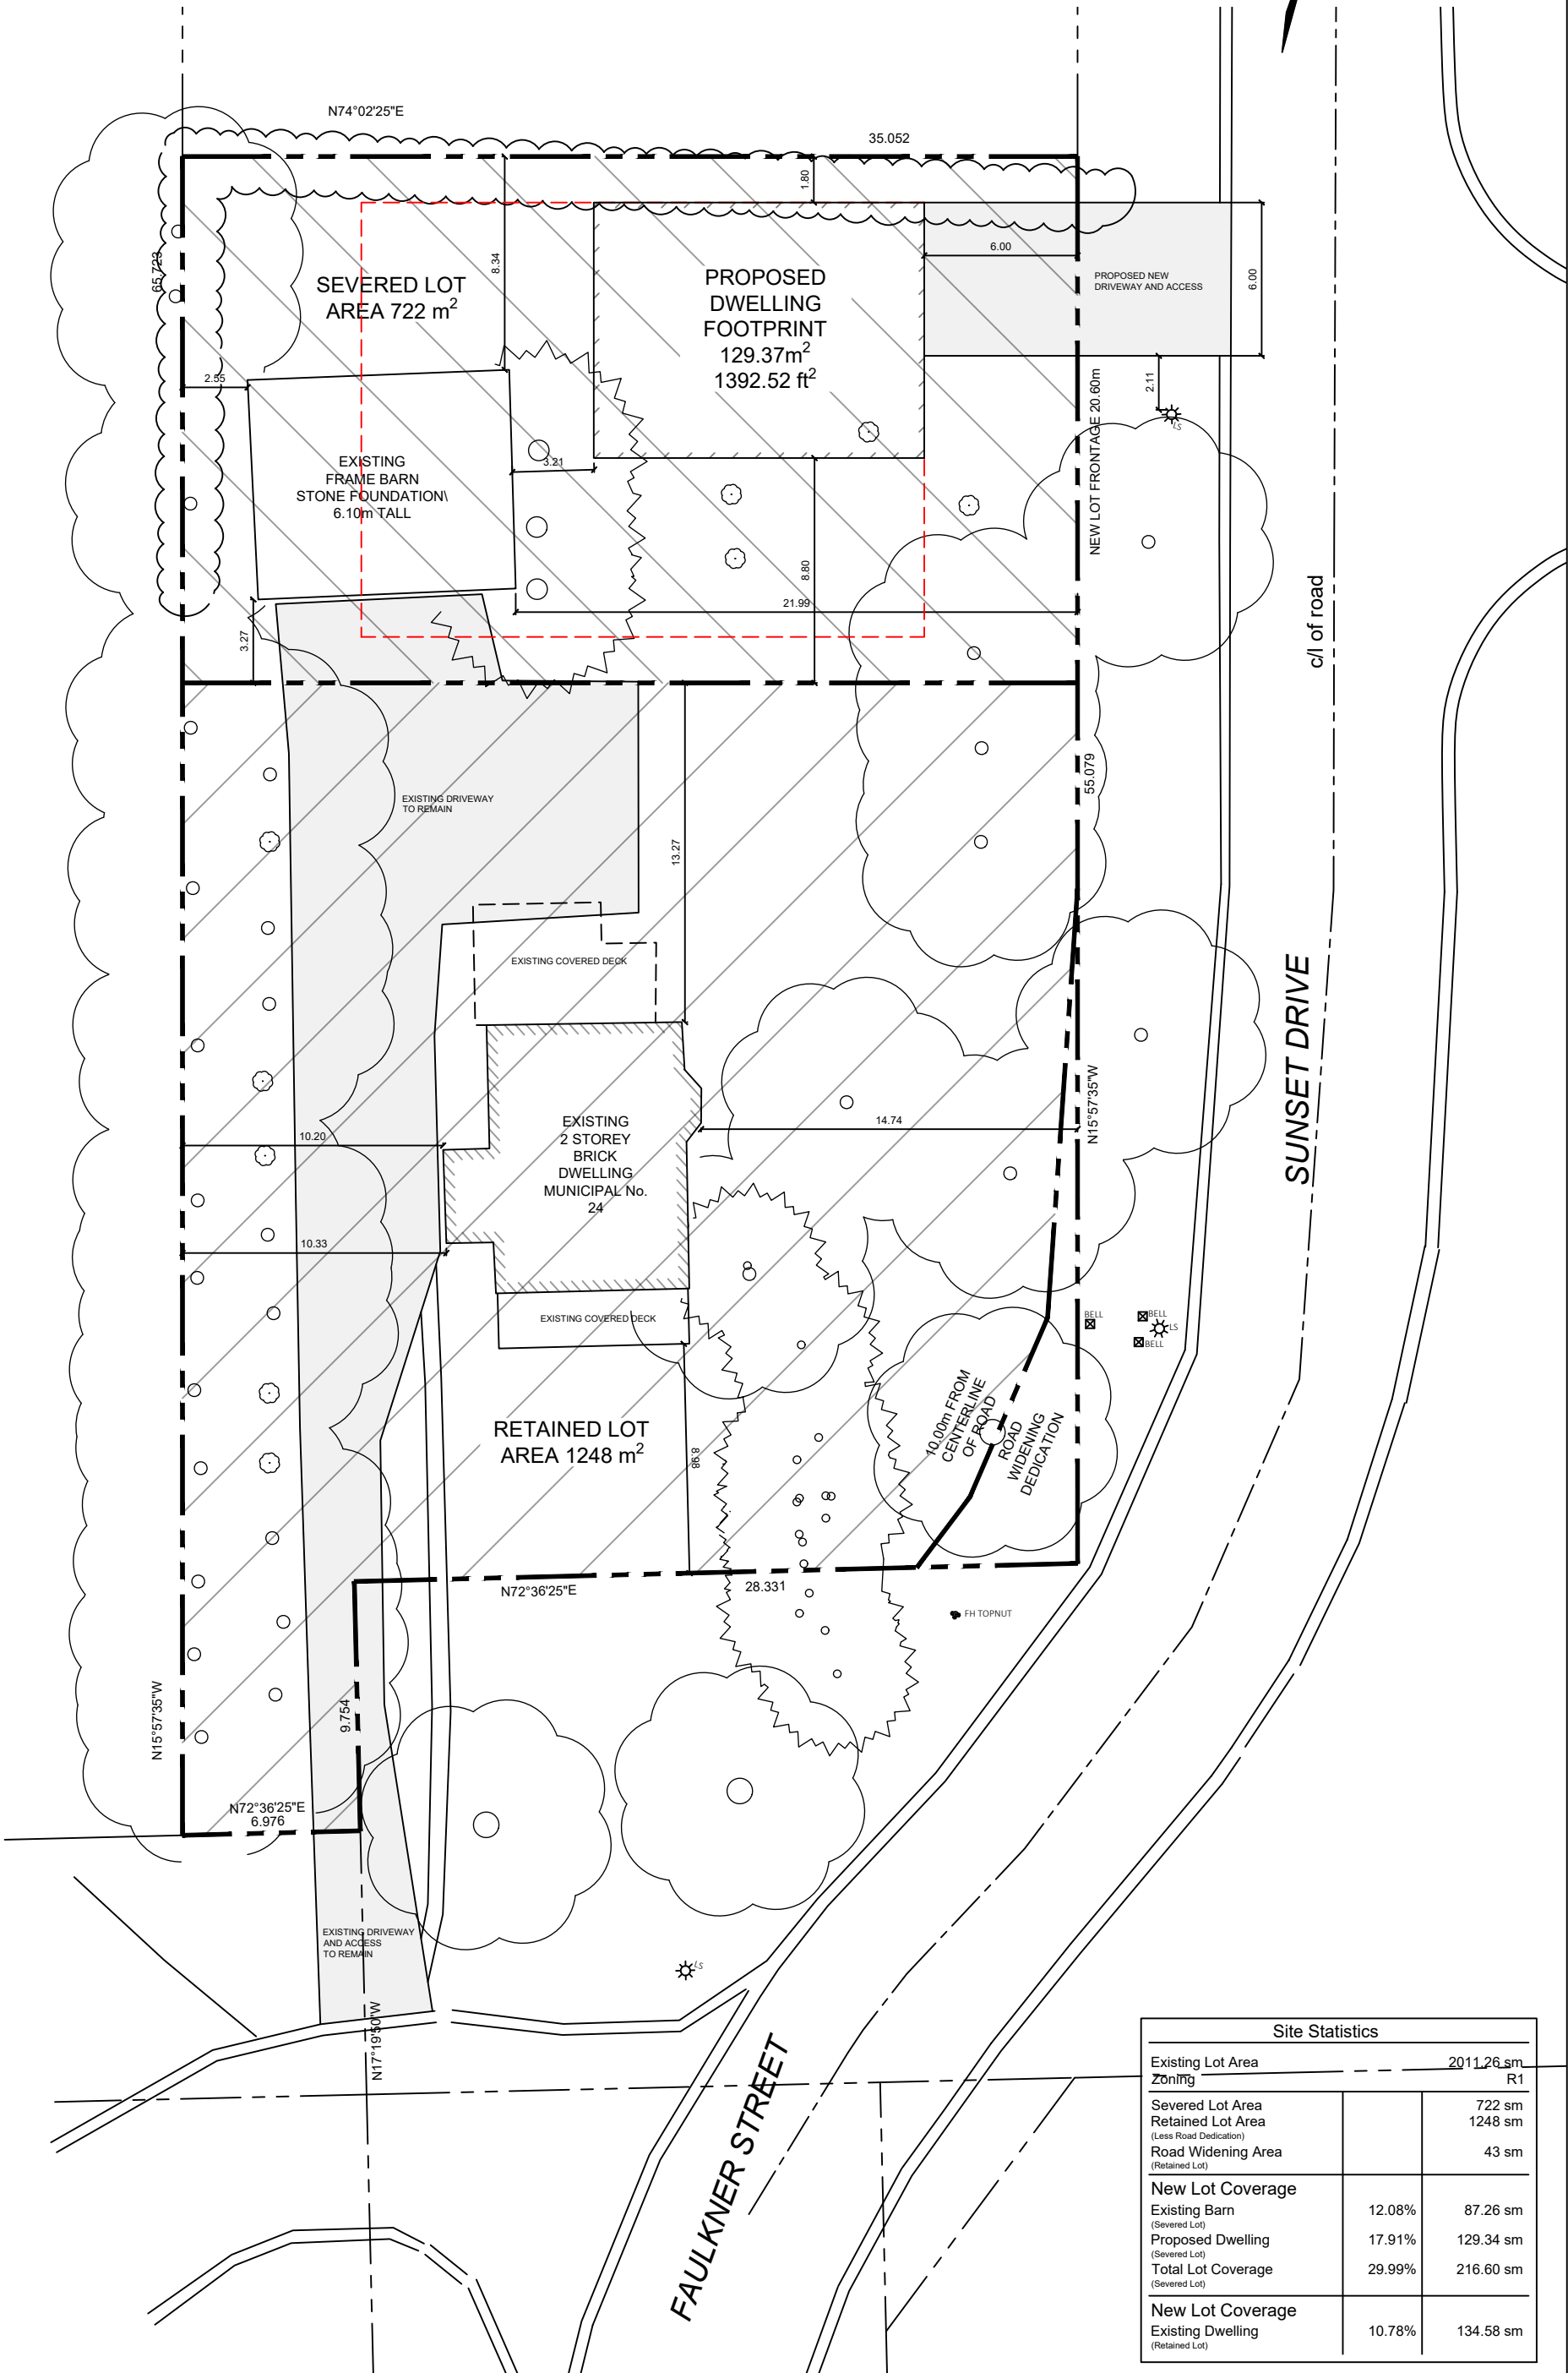 N74°02'25"E
35.052
1.80
65.723
8.34
SEVERED LOT
AREA 722 m²
PROPOSED
DWELLING
FOOTPRINT
129.37m²
1392.52 ft²
6.00
PROPOSED NEW
DRIVEWAY AND ACCESS
6.00
2.55
2.11
LS
NEW LOT FRONTAGE 20.60m
EXISTING
FRAME BARN
STONE FOUNDATION\
6.10m TALL
3.21
8.80
21.99
3.27
c/l of road
55.079
EXISTING DRIVEWAY
TO REMAIN
13.27
EXISTING COVERED DECK
SUNSET DRIVE
N15°57'35"W
14.74
10.20
EXISTING
2 STOREY
BRICK
DWELLING
MUNICIPAL No.
24
10.33
EXISTING COVERED DECK
BELL
BELL
LS
BELL
10.00m FROM
CENTERLINE
OF ROAD
ROAD
WIDENING
DEDICATION
RETAINED LOT
AREA 1248 m²
8.98
N72°36'25"E
28.331
FH TOPNUT
N15°57'35"W
9.754
N72°36'25"E
6.976
EXISTING DRIVEWAY
AND ACCESS
TO REMAIN
LS
N17°19'50"W
FAULKNER STREET
Site Statistics
Existing Lot Area 2011.26 sm
Zoning R1
Severed Lot Area 722 sm
Retained Lot Area 1248 sm
(Less Road Dedication)
Road Widening Area 43 sm
(Retained Lot)
New Lot Coverage
Existing Barn 12.08% 87.26 sm
(Severed Lot)
Proposed Dwelling 17.91% 129.34 sm
(Severed Lot)
Total Lot Coverage 29.99% 216.60 sm
(Severed Lot)
New Lot Coverage
Existing Dwelling 10.78% 134.58 sm
(Retained Lot)